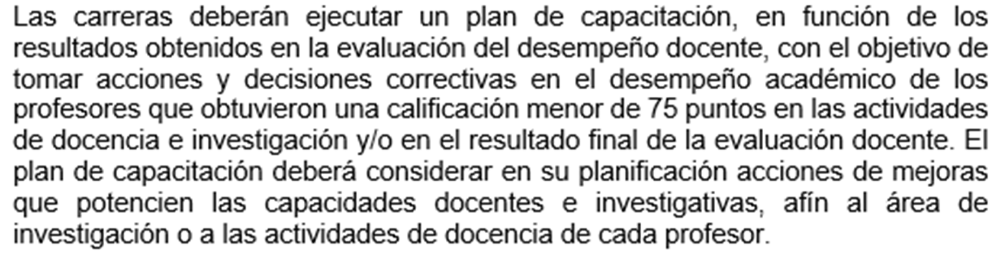 Las carreras deberán ejecutar un plan de capacitación, en función de los
resultados obtenidos en la evaluación del desempeño docente, con el objetivo de
tomar acciones y decisiones correctivas en el desempeño académico de los
profesores que obtuvieron una calificación menor de 75 puntos en las actividades
de docencia e investigación y/o en el resultado final de la evaluación docente. El
plan de capacitación deberá considerar en su planificación acciones de mejoras
que potencien las capacidades docentes e investigativas, afín al área de
investigación o a las actividades de docencia de cada profesor.